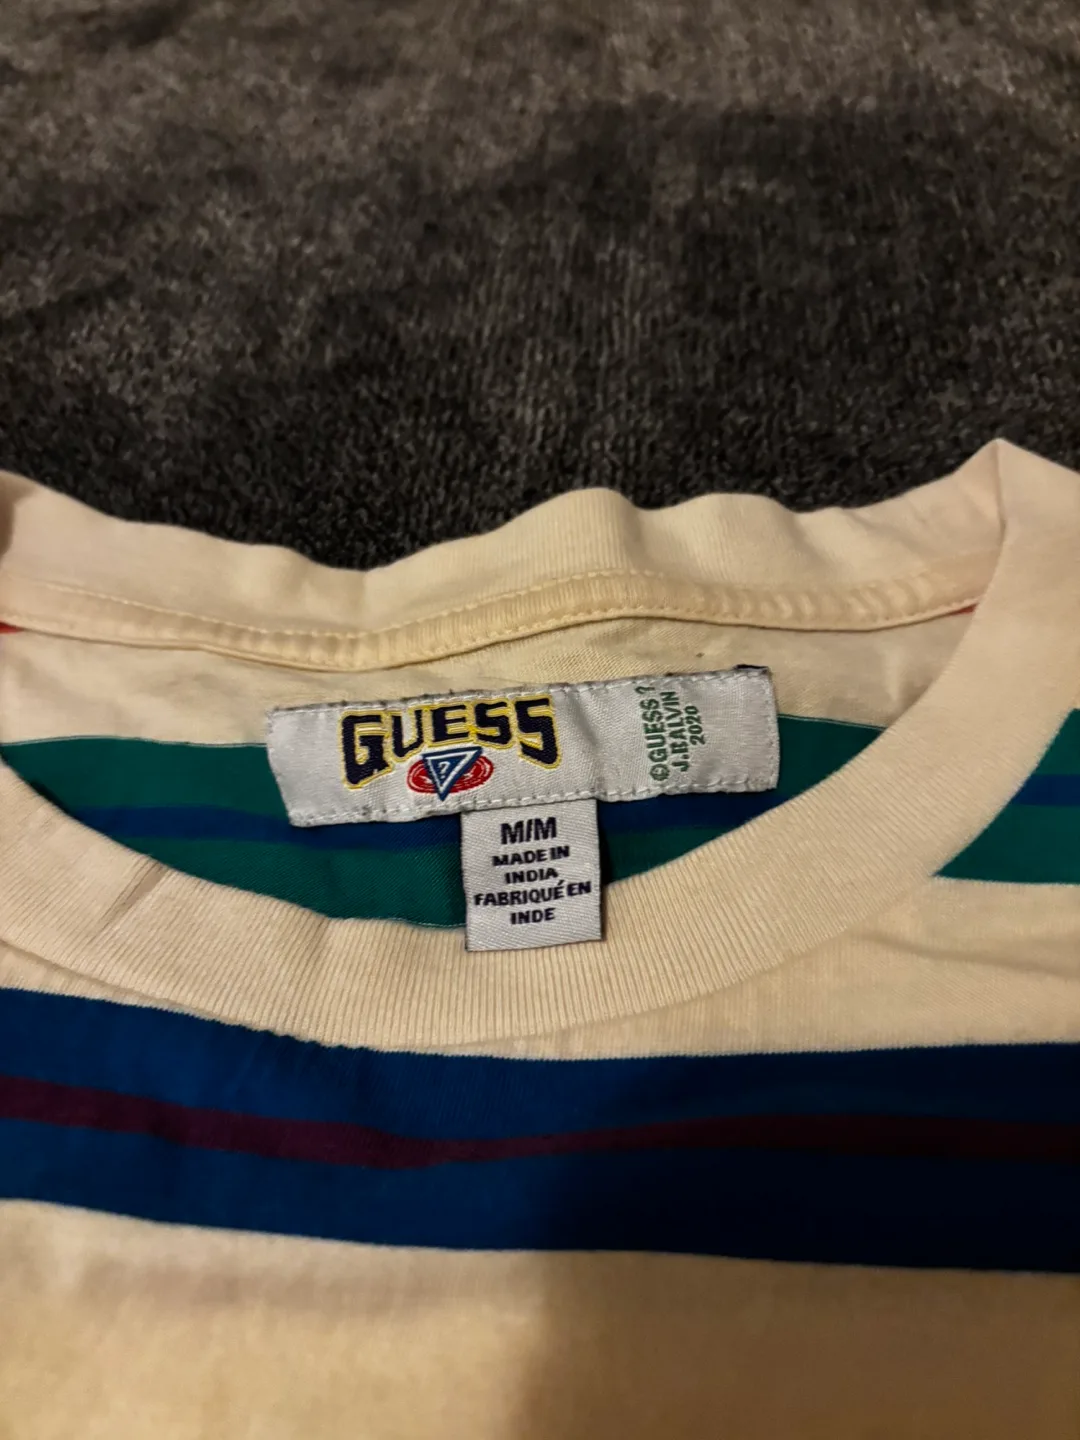 GUESS
?
©GUESS?
J.BALVIN
2020
M/M
MADE IN
INDIA
FABRIQUÉ EN
INDE